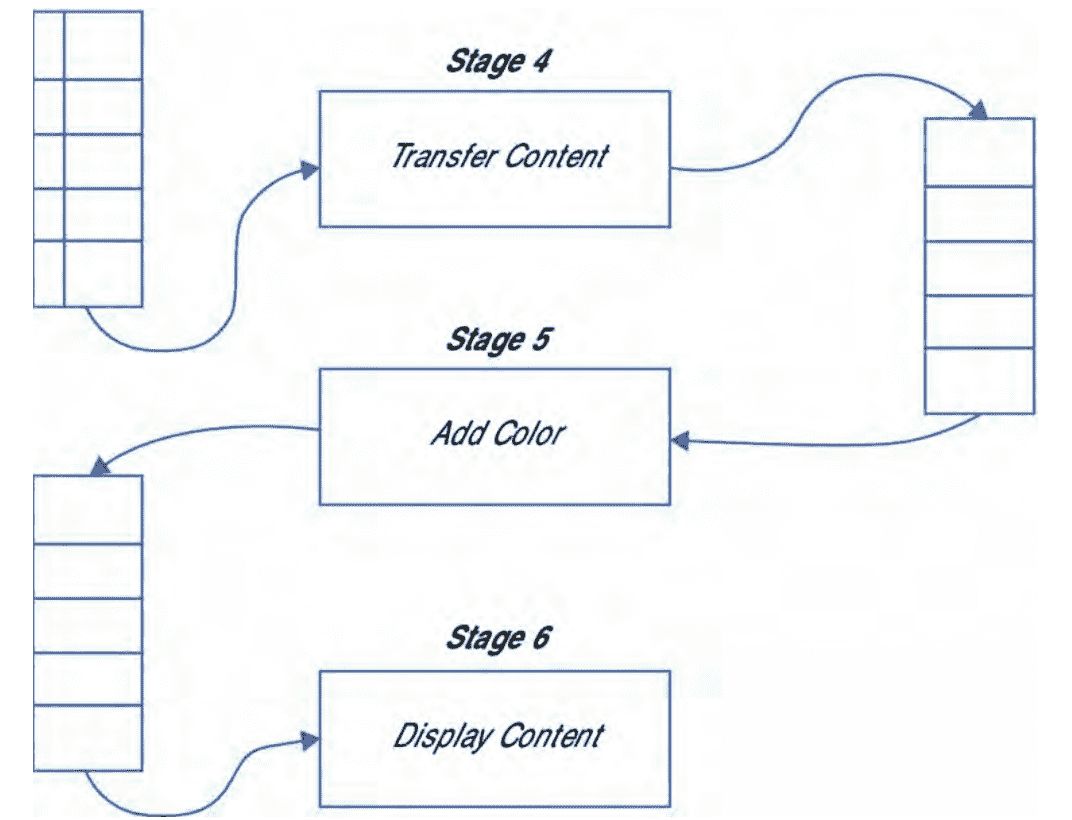 Stage 4
Transfer Content
Stage 5
Add Color
Stage 6
Display Content